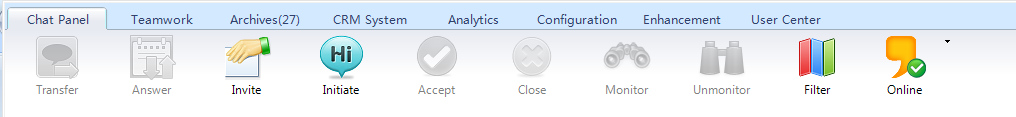 Chat Panel Teamwork Archives(27) CRM System Analytics Configuration Enhancement User Center
Hi
Transfer Answer Invite Initiate Accept Close Monitor Unmonitor Filter Online